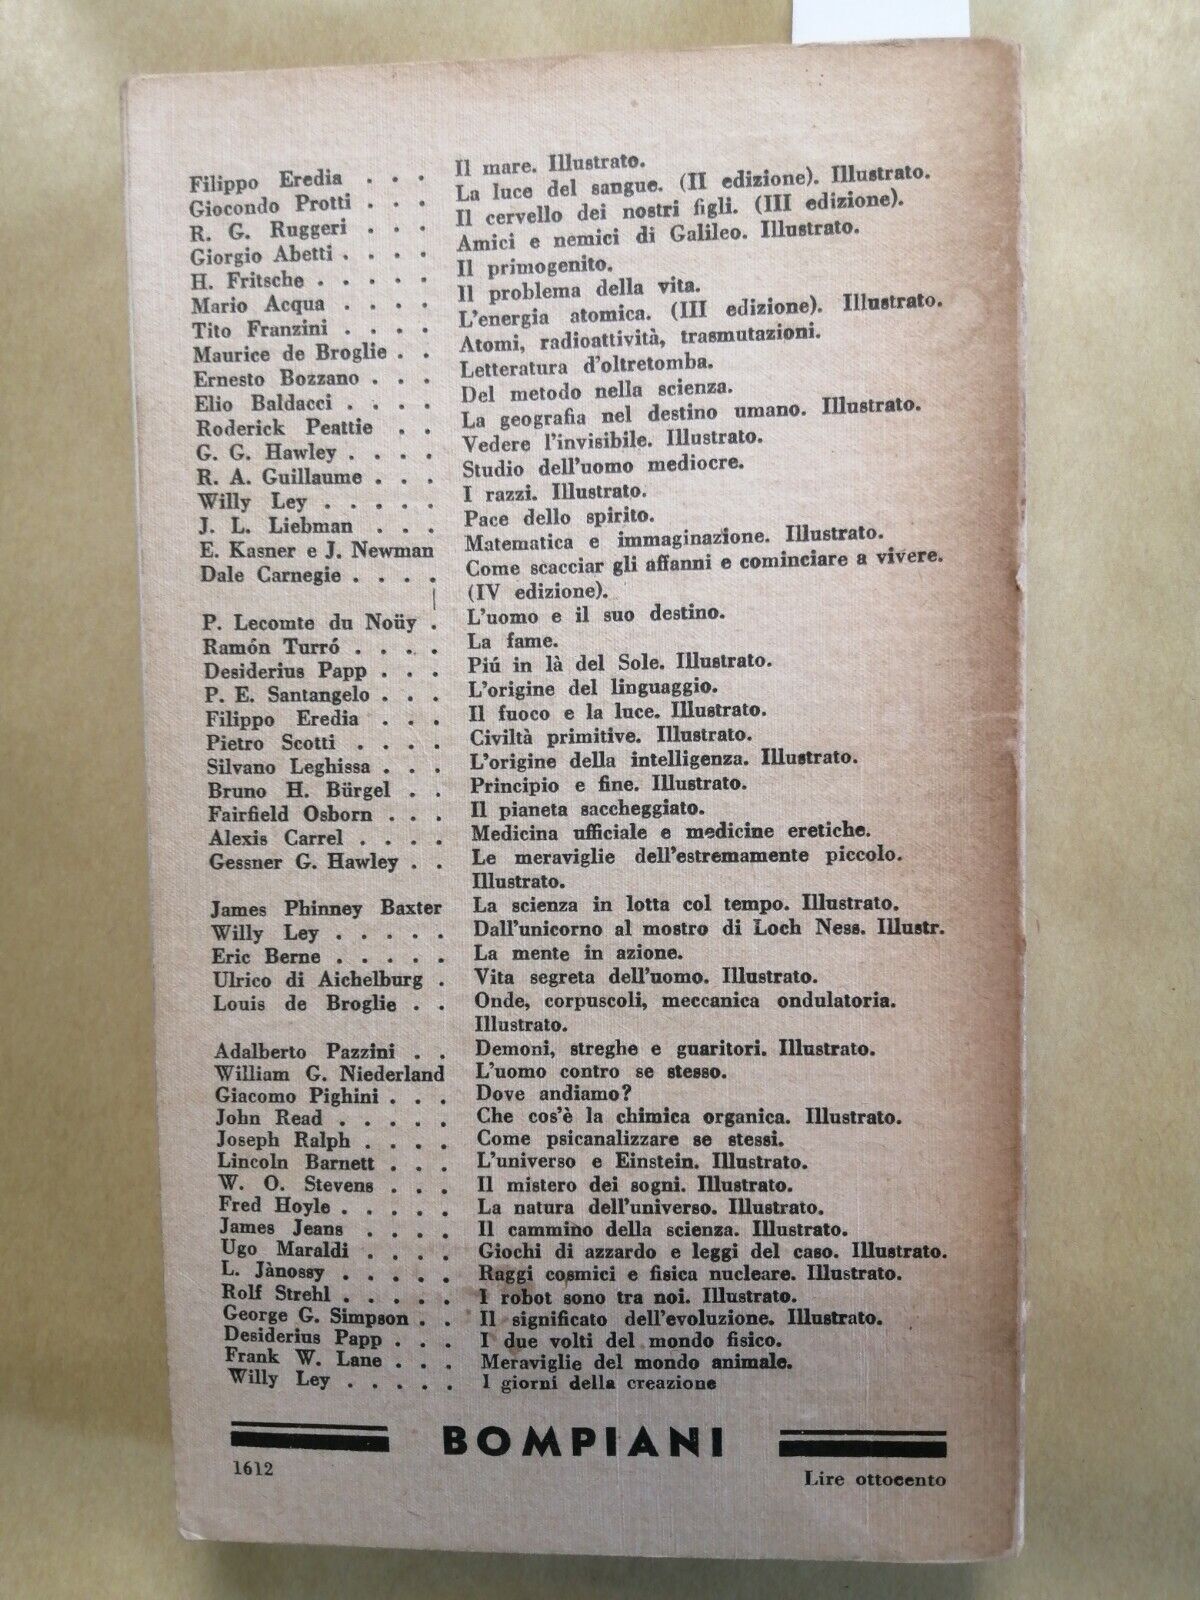 Filippo Eredia . . . Il mare. Illustrato.
Giocondo Protti . . . La luce del sangue. (II edizione). Illustrato.
R. G. Ruggeri . . . Il cervello dei nostri figli. (III edizione).
Giorgio Abetti . . . . Amici e nemici di Galileo. Illustrato.
H. Fritsche . . . . . Il primogenito.
Mario Acqua . . . . Il problema della vita.
Tito Franzini . . . . L'energia atomica. (III edizione). Illustrato.
Maurice de Broglie . . Atomi, radioattività, trasmutazioni.
Ernesto Bozzano . . . Letteratura d'oltretomba.
Elio Baldacci . . . . Del metodo nella scienza.
Roderick Peattie . . La geografia nel destino umano. Illustrato.
G. G. Hawley . . . . Vedere l'invisibile. Illustrato.
R. A. Guillaume . . . Studio dell'uomo mediocre.
Willy Ley . . . . . I razzi. Illustrato.
J. L. Liebman . . . Pace dello spirito.
E. Kasner e J. Newman Matematica e immaginazione. Illustrato.
Dale Carnegie . . . . Come scacciar gli affanni e cominciare a vivere.
(IV edizione).
P. Lecomte du Noüy . L'uomo e il suo destino.
Ramón Turró . . . . La fame.
Desiderius Papp . . . Piú in là del Sole. Illustrato.
P. E. Santangelo . . . L'origine del linguaggio.
Filippo Eredia . . . Il fuoco e la luce. Illustrato.
Pietro Scotti . . . . Civiltà primitive. Illustrato.
Silvano Leghissa . . . L'origine della intelligenza. Illustrato.
Bruno H. Bürgel . . Principio e fine. Illustrato.
Fairfield Osborn . . . Il pianeta saccheggiato.
Alexis Carrel . . . . Medicina ufficiale e medicine eretiche.
Gessner G. Hawley . . Le meraviglie dell'estremamente piccolo.
Illustrato.
James Phinney Baxter La scienza in lotta col tempo. Illustrato.
Willy Ley . . . . . Dall'unicorno al mostro di Loch Ness. Illustr.
Eric Berne . . . . . La mente in azione.
Ulrico di Aichelburg . Vita segreta dell'uomo. Illustrato.
Louis de Broglie . . Onde, corpuscoli, meccanica ondulatoria.
Illustrato.
Adalberto Pazzini . . Demoni, streghe e guaritori. Illustrato.
William G. Niederland L'uomo contro se stesso.
Giacomo Pighini . . . Dove andiamo?
John Read . . . . . Che cos'è la chimica organica. Illustrato.
Joseph Ralph . . . . Come psicanalizzare se stessi.
Lincoln Barnett . . . L'universo e Einstein. Illustrato.
W. O. Stevens . . . Il mistero dei sogni. Illustrato.
Fred Hoyle . . . . . La natura dell'universo. Illustrato.
James Jeans . . . . Il cammino della scienza. Illustrato.
Ugo Maraldi . . . . Giochi di azzardo e leggi del caso. Illustrato.
L. Jànossy . . . . . Raggi cosmici e fisica nucleare. Illustrato.
Rolf Strehl . . . . . I robot sono tra noi. Illustrato.
George G. Simpson . . Il significato dell'evoluzione. Illustrato.
Desiderius Papp . . . I due volti del mondo fisico.
Frank W. Lane . . . Meraviglie del mondo animale.
Willy Ley . . . . . I giorni della creazione
BOMPIANI
1612
Lire ottocento